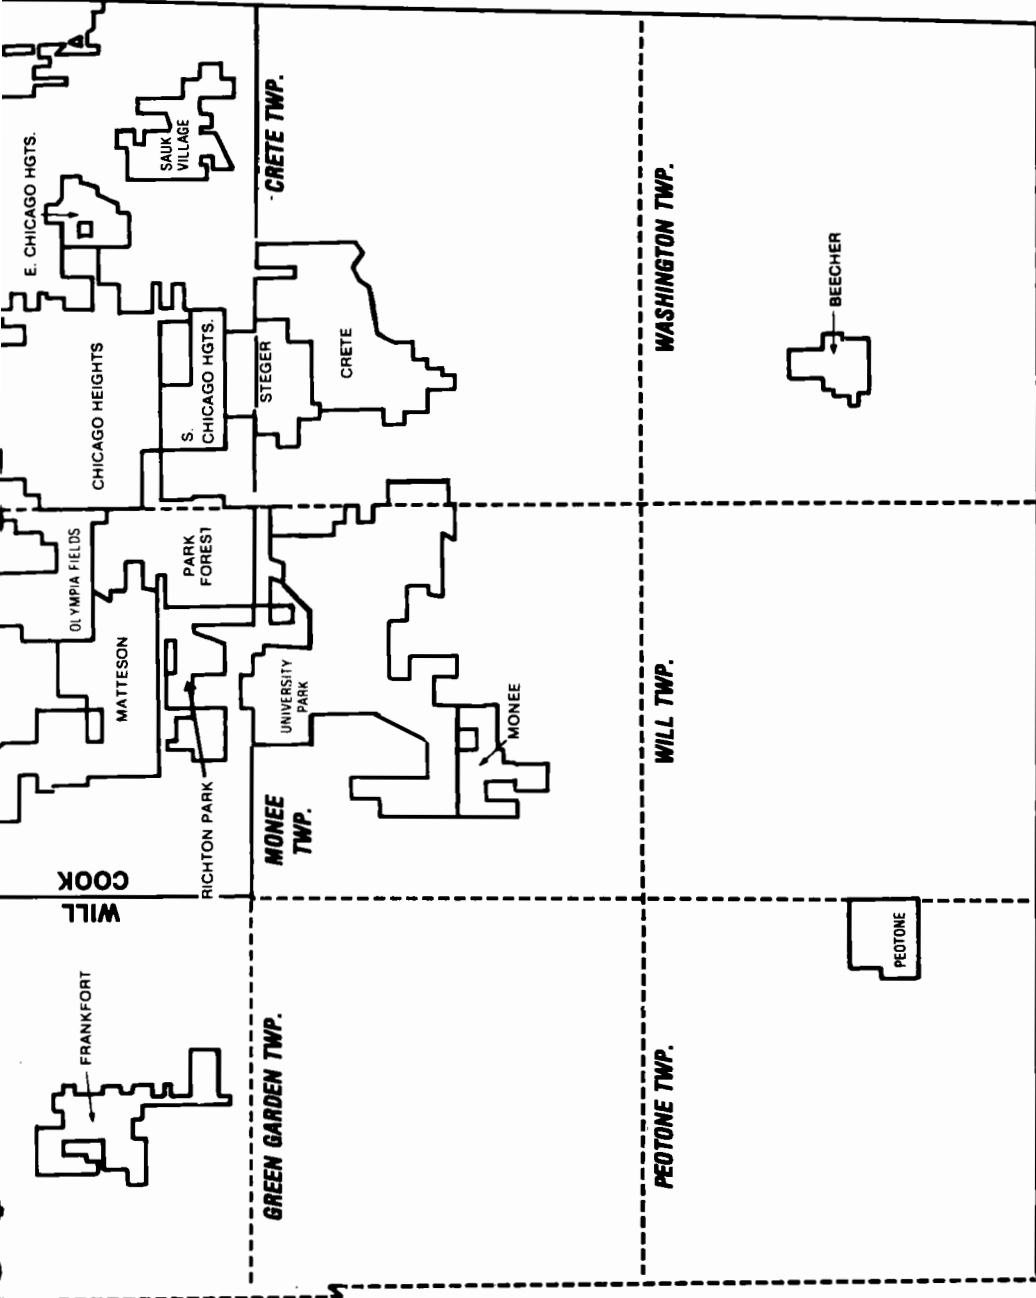 FRANKFORT
WILL
COOK
RICHTON PARK
MATTESON
OLYMPIA FIELDS
PARK
FOREST
CHICAGO HEIGHTS
S.
CHICAGO HGTS.
E. CHICAGO HGTS.
SAUK
VILLAGE
GREEN GARDEN TWP.
MONEE
TWP.
UNIVERSITY
PARK
MONEE
STEGER
CRETE
CRETE TWP.
PEOTONE TWP.
WILL TWP.
WASHINGTON TWP.
PEOTONE
BEECHER